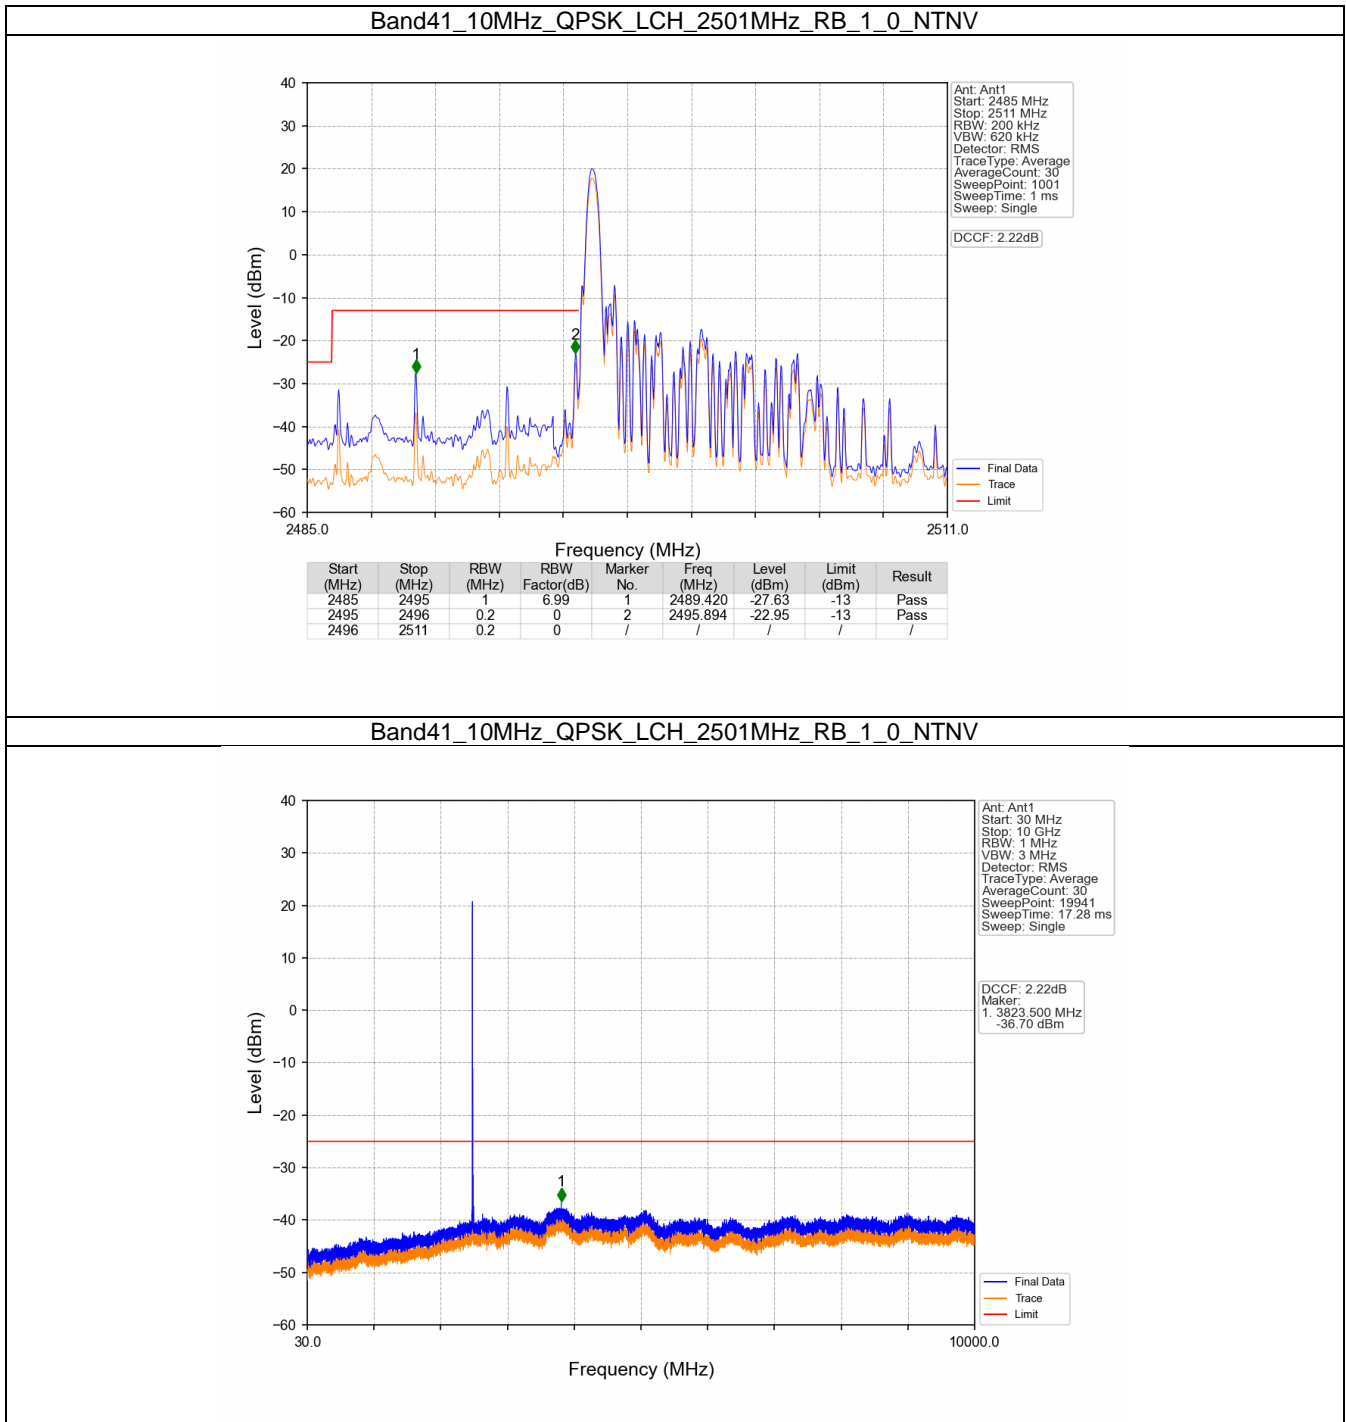 Band41_10MHz_QPSK_LCH_2501MHz_RB_1_0_NTNV
40
30
20
10
0
−10
−20
−30
−40
−50
−60
Level (dBm)
1
2
2485.0
2511.0
Frequency (MHz)
Ant: Ant1
Start: 2485 MHz
Stop: 2511 MHz
RBW: 200 kHz
VBW: 620 kHz
Detector: RMS
TraceType: Average
AverageCount: 30
SweepPoint: 1001
SweepTime: 1 ms
Sweep: Single
DCCF: 2.22dB
Final Data
Trace
Limit
Start (MHz) Stop (MHz) RBW (MHz) RBW Factor(dB) Marker No. Freq (MHz) Level (dBm) Limit (dBm) Result
2485 2495 1 6.99 1 2489.420 -27.63 -13 Pass
2495 2496 0.2 0 2 2495.894 -22.95 -13 Pass
2496 2511 0.2 0 / / / / /
Band41_10MHz_QPSK_LCH_2501MHz_RB_1_0_NTNV
40
30
20
10
0
−10
−20
−30
−40
−50
−60
Level (dBm)
1
30.0
10000.0
Frequency (MHz)
Ant: Ant1
Start: 30 MHz
Stop: 10 GHz
RBW: 1 MHz
VBW: 3 MHz
Detector: RMS
TraceType: Average
AverageCount: 30
SweepPoint: 19941
SweepTime: 17.28 ms
Sweep: Single
DCCF: 2.22dB
Maker:
1. 3823.500 MHz
-36.70 dBm
Final Data
Trace
Limit